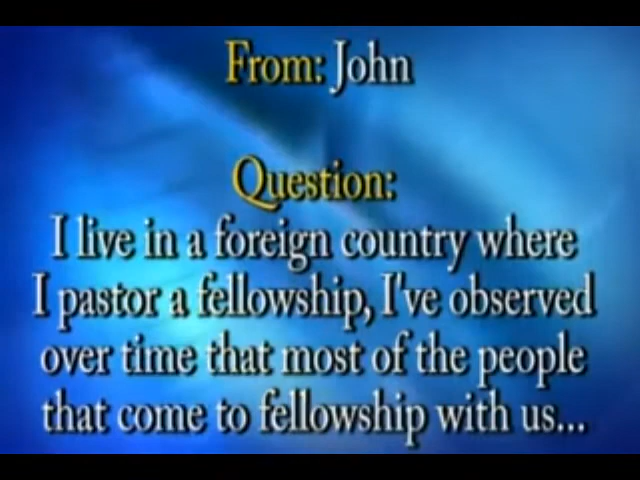 From: John
Question:
I live in a foreign country where
I pastor a fellowship, I've observed
over time that most of the people
that come to fellowship with us...